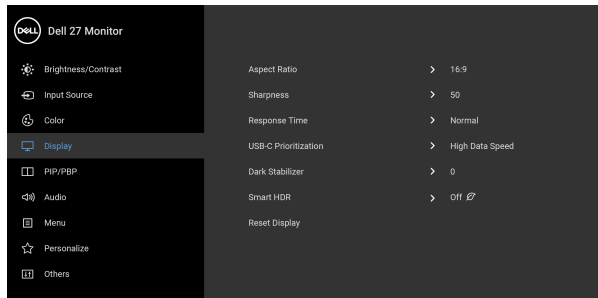 DELL Dell 27 Monitor
Brightness/Contrast
Input Source
Color
Display
PIP/PBP
Audio
Menu
Personalize
Others
Aspect Ratio > 16:9
Sharpness > 50
Response Time > Normal
USB-C Prioritization > High Data Speed
Dark Stabilizer > 0
Smart HDR > Off
Reset Display